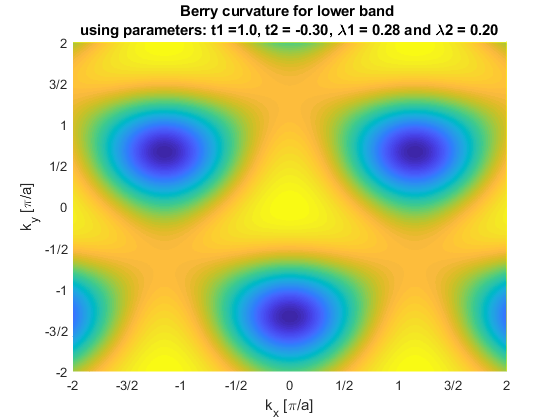 Berry curvature for lower band
using parameters: t1 =1.0, t2 = -0.30, λ1 = 0.28 and λ2 = 0.20
2
3/2
1
1/2
0
-1/2
-1
-3/2
-2
k_y [π/a]
-2 -3/2 -1 -1/2 0 1/2 1 3/2 2
k_x [π/a]